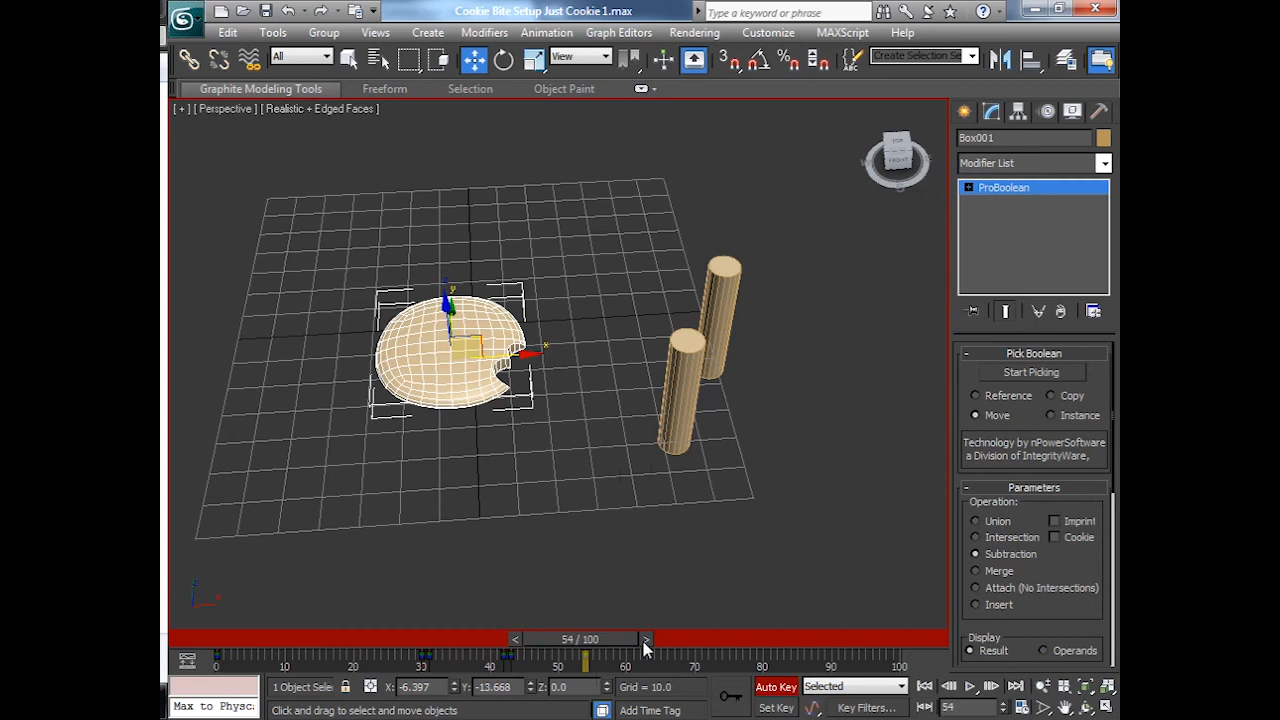 Cookie Bite Setup Just Cookie 1.max
Type a keyword or phrase
Edit Tools Group Views Create Modifiers Animation Graph Editors Rendering Customize MAXScript Help
All View Create Selection Se
Graphite Modeling Tools Freeform Selection Object Paint
[ + ] [ Perspective ] [ Realistic + Edged Faces ]
TOP
FRONT
Box001
Modifier List
ProBoolean
Pick Boolean
Start Picking
Reference Copy
Move Instance
Technology by nPowerSoftware
a Division of IntegrityWare,
Parameters
Operation:
Union Imprint
Intersection Cookie
Subtraction
Merge
Attach (No Intersections)
Insert
Display
Result Operands
< 54 / 100 >
0 10 20 30 40 50 60 70 80 90 100
1 Object Selec X: -6.397 Y: -13.668 Z: 0.0 Grid = 10.0 Auto Key Selected
Max to Physc. Click and drag to select and move objects Add Time Tag Set Key Key Filters... 54